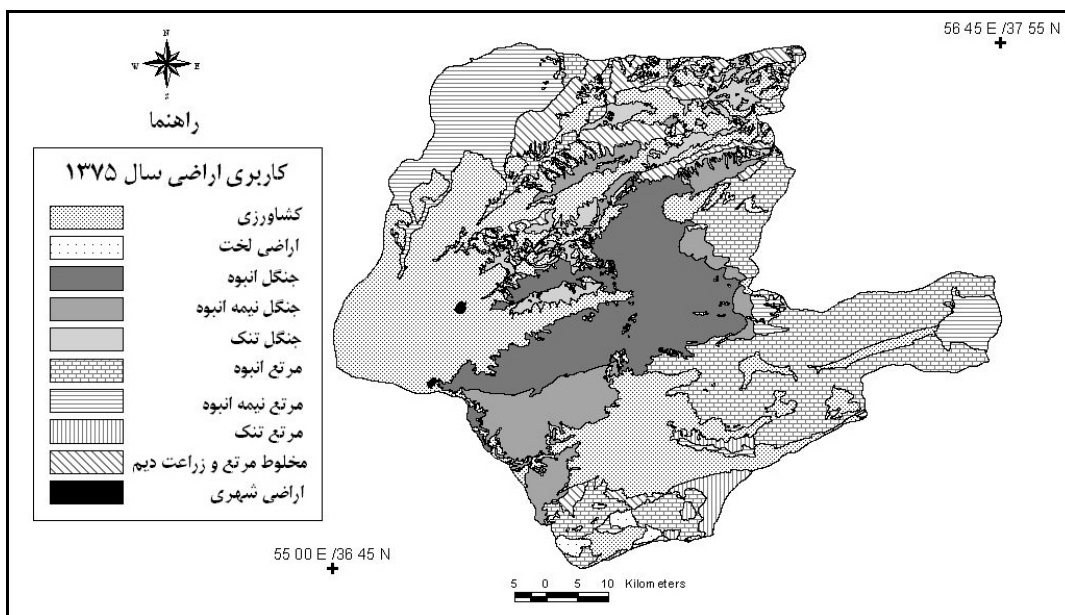 56 45 E /37 55 N
N
W E
S
راهنما
کاربری اراضی سال ۱۳۷۵
کشاورزی
اراضی لخت
جنگل انبوه
جنگل نیمه انبوه
جنگل تنک
مرتع انبوه
مرتع نیمه انبوه
مرتع تنک
مخلوط مرتع و زراعت دیم
اراضی شهری
55 00 E /36 45 N
5 0 5 10 Kilometers